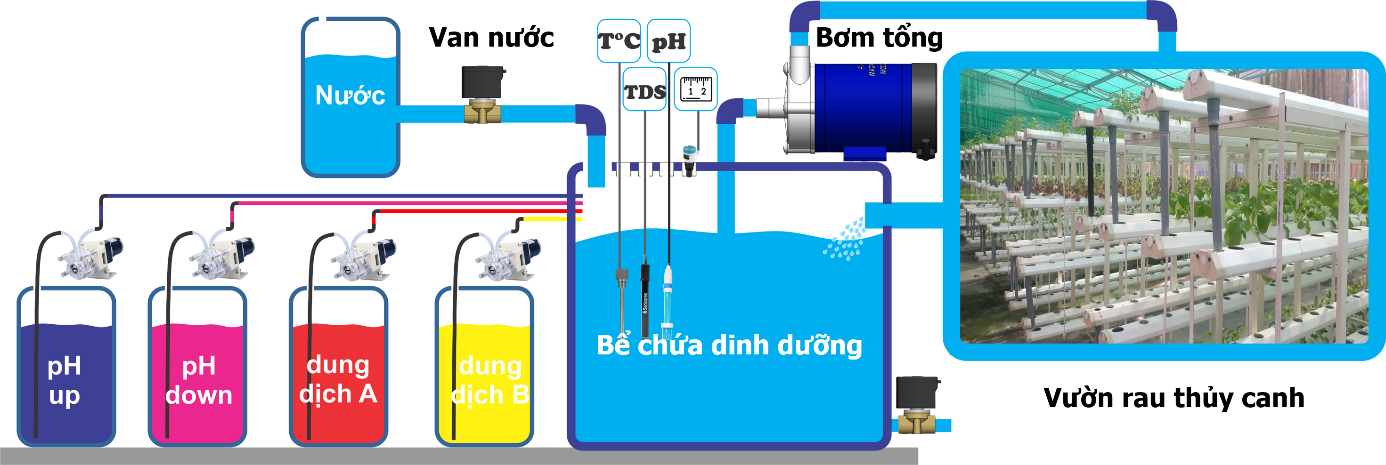 Van nước
Bơm tổng
T°C
pH
TDS
1 2
Nước
Bể chứa dinh dưỡng
pH
up
pH
down
dung
dịch A
dung
dịch B
Vườn rau thủy canh